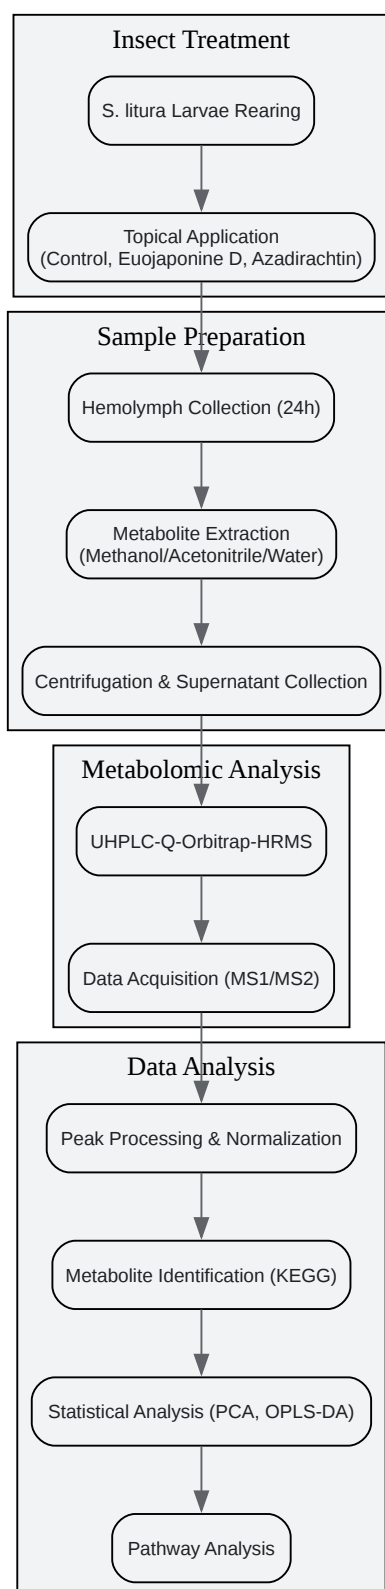 Insect Treatment
S. litura Larvae Rearing
Topical Application
(Control, Euojaponine D, Azadirachtin)
Sample Preparation
Hemolymph Collection (24h)
Metabolite Extraction
(Methanol/Acetonitrile/Water)
Centrifugation & Supernatant Collection
Metabolomic Analysis
UHPLC-Q-Orbitrap-HRMS
Data Acquisition (MS1/MS2)
Data Analysis
Peak Processing & Normalization
Metabolite Identification (KEGG)
Statistical Analysis (PCA, OPLS-DA)
Pathway Analysis